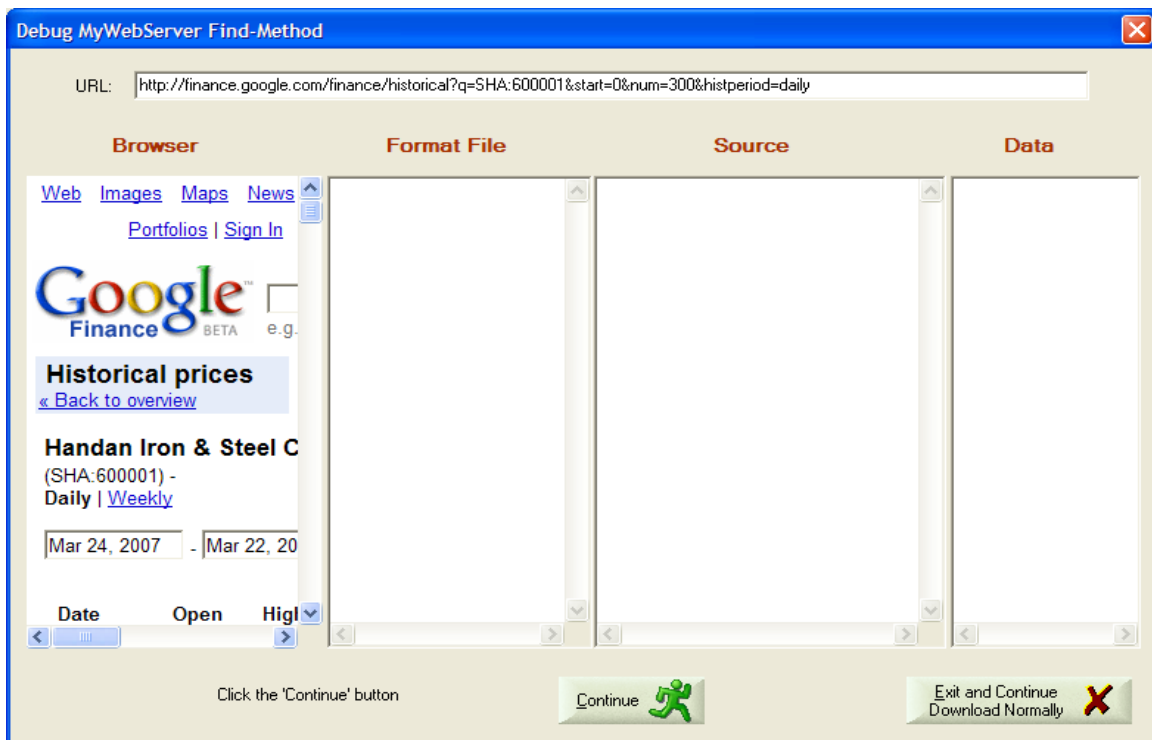 Debug MyWebServer Find-Method
URL: http://finance.google.com/finance/historical?q=SHA:600001&start=0&num=300&histperiod=daily
Browser Format File Source Data
Web Images Maps News
Portfolios | Sign In
Google™
Finance BETA e.g.
Historical prices
« Back to overview
Handan Iron & Steel C
(SHA:600001) -
Daily | Weekly
Mar 24, 2007 - Mar 22, 20
Date Open High
Click the 'Continue' button
Continue
Exit and Continue
Download Normally